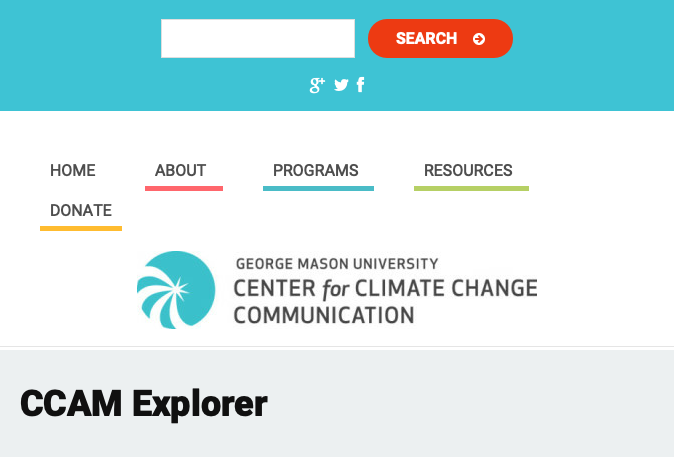 SEARCH
HOME
ABOUT
PROGRAMS
RESOURCES
DONATE
GEORGE MASON UNIVERSITY
CENTER for CLIMATE CHANGE
COMMUNICATION
CCAM Explorer